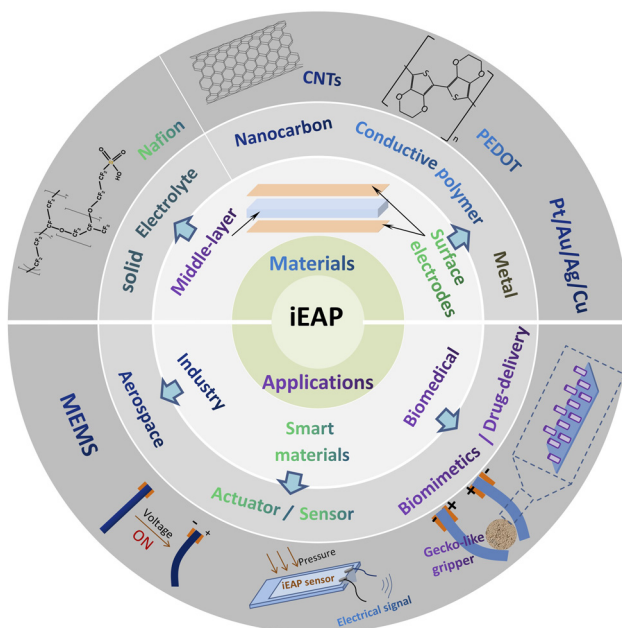 CNTs
PEDOT
n
Nafion
Pt/Au/Ag/Cu
Nanocarbon
Conductive polymer
Metal
solid Electrolyte
Middle-layer
Surface
electrodes
Materials
iEAP
Applications
Industry
Aerospace
MEMS
Smart
materials
Actuator / Sensor
Biomedical
Biomimetics / Drug-delivery
Voltage
ON
- +
Pressure
iEAP sensor
Electrical signal
Gecko-like
gripper
- +
+ -